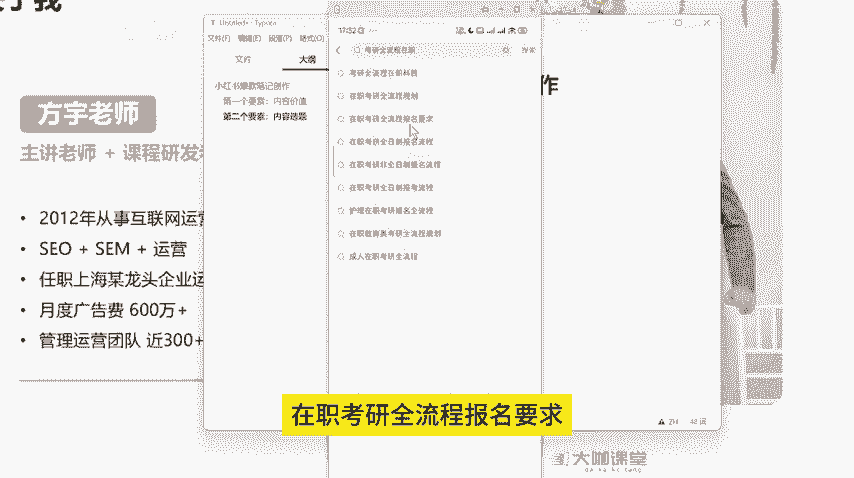 方宇老师
主讲老师 + 课程研发
• 2012年从事互联网运营
• SEO + SEM + 运营
• 任职上海某龙头企业运
• 月度广告费 600万+
• 管理运营团队 近300+
文件(F) 编辑(E) 段落(P) 格式(O)
文件
大纲
小红书爆款笔记创作
第一个要素：内容价值
第二个要素：内容选题
17:32
考研全流程在职
搜索
考研全流程在职科普
在职考研全流程规划
在职考研全流程报名要求
在职考研全日制报名流程
在职考研非全日制报名流程
在职考研全日制报考流程
护理在职考研报名全流程
在职教育类考研全流程规划
成人在职考研全流程
作
在职考研全流程报名要求
大咖课堂